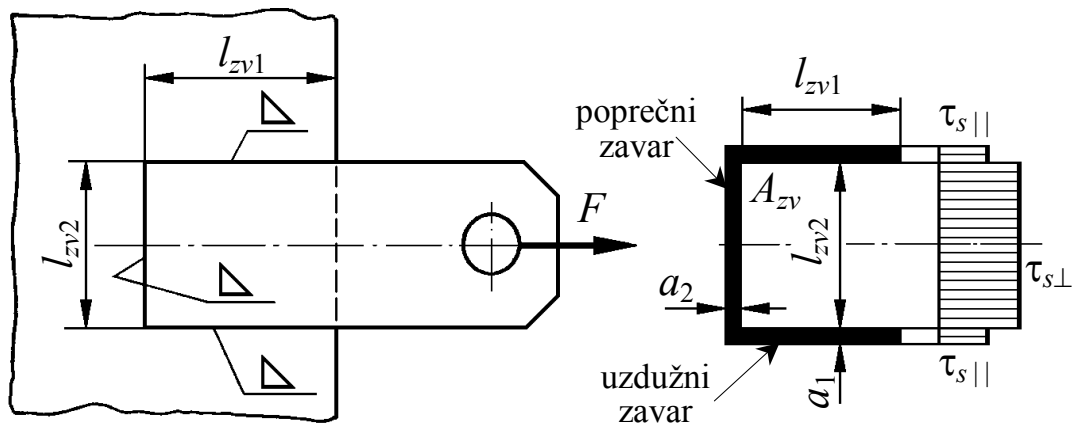 l_zv1
l_zv2
F
l_zv1
poprečni
zavar
τ_s||
A_zv
l_zv2
a_2
τ_s⊥
uzdužni
zavar
a_1
τ_s||